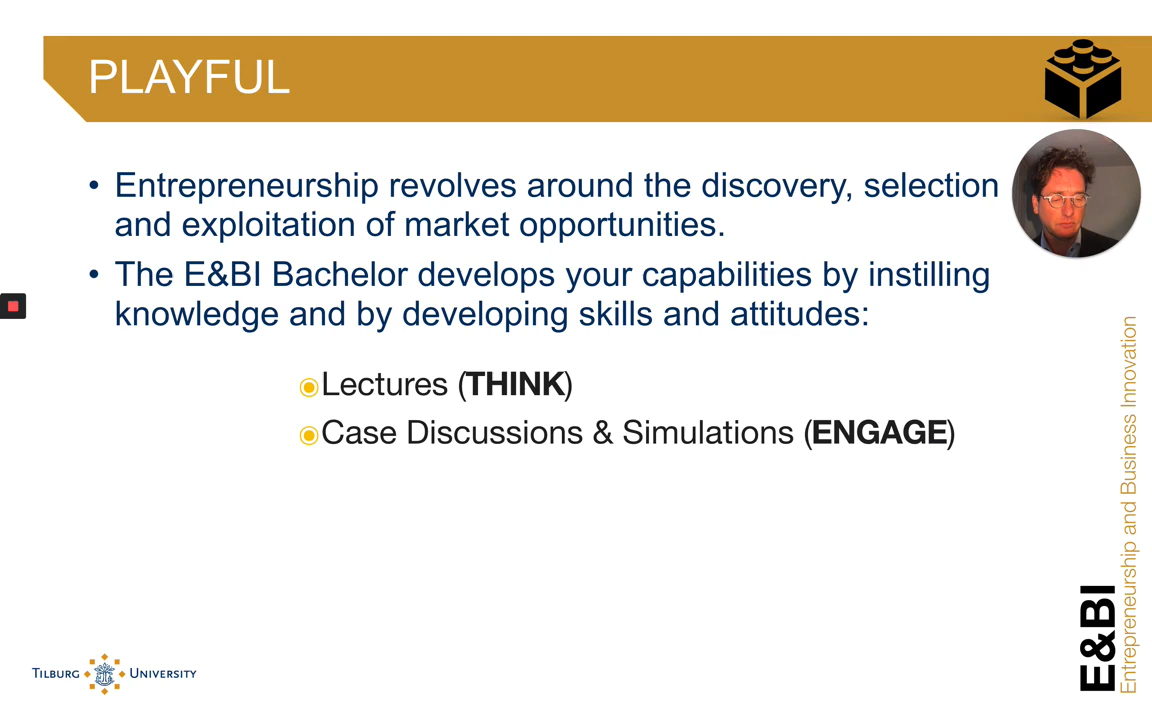 PLAYFUL
• Entrepreneurship revolves around the discovery, selection
and exploitation of market opportunities.
• The E&BI Bachelor develops your capabilities by instilling
knowledge and by developing skills and attitudes:
Lectures (THINK)
Case Discussions & Simulations (ENGAGE)
E&BI
Entrepreneurship and Business Innovation
TILBURG UNIVERSITY